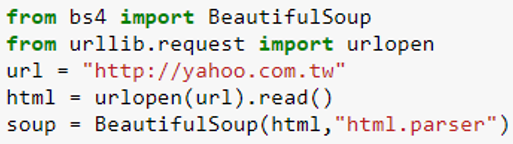 from bs4 import BeautifulSoup
from urllib.request import urlopen
url = "http://yahoo.com.tw"
html = urlopen(url).read()
soup = BeautifulSoup(html,"html.parser")